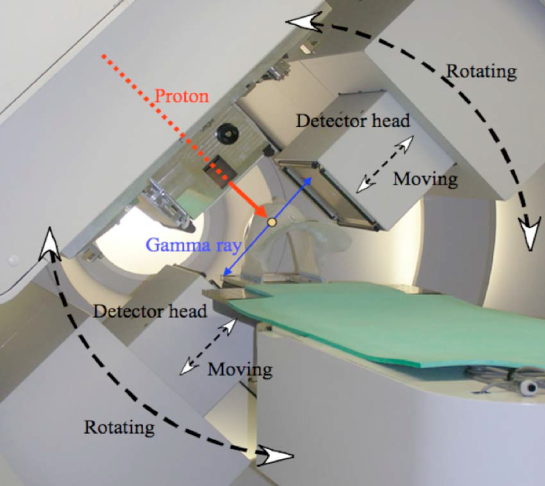 Rotating
Proton
Detector head
Moving
Gamma ray
Detector head
Moving
Rotating